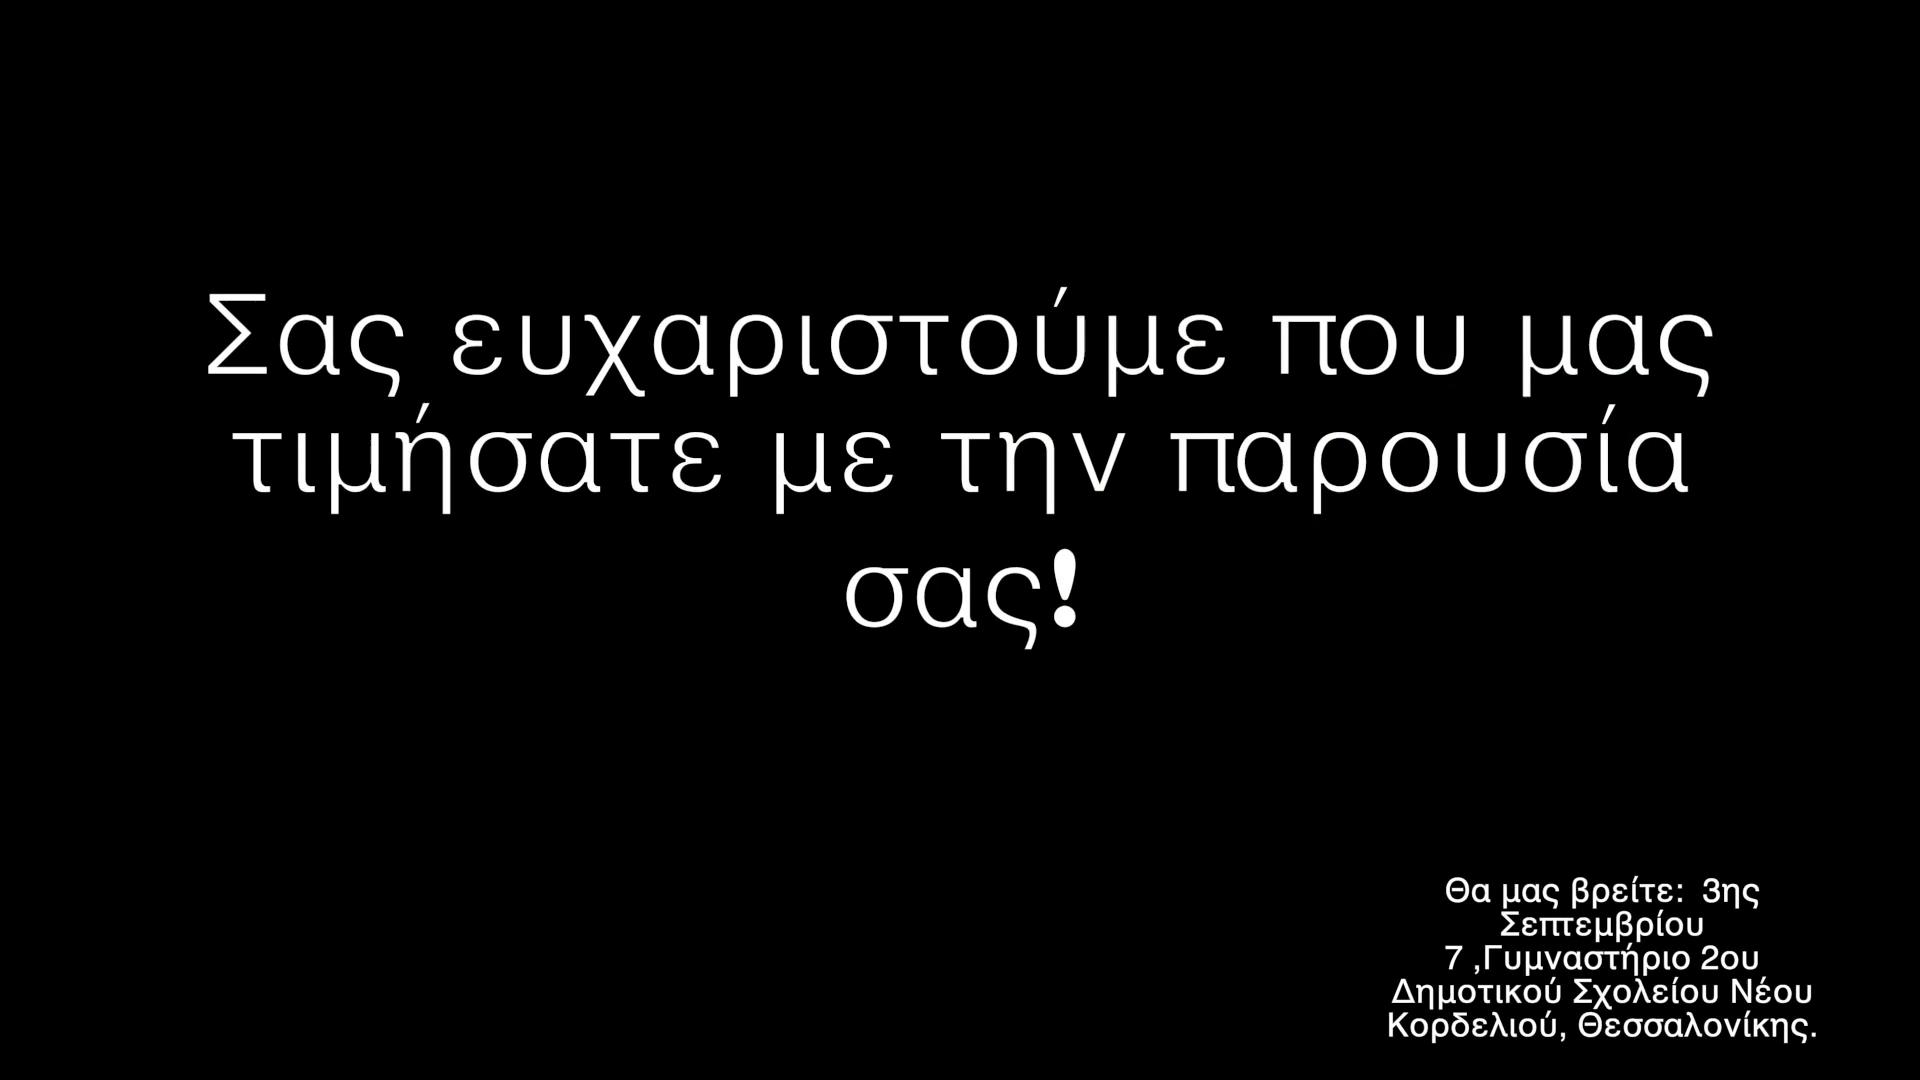 Σας ευχαριστούμε που μας
τιμήσατε με την παρουσία
σας!
Θα μας βρείτε: 3ης
Σεπτεμβρίου
7 ,Γυμναστήριο 2ου
Δημοτικού Σχολείου Νέου
Κορδελιού, Θεσσαλονίκης.